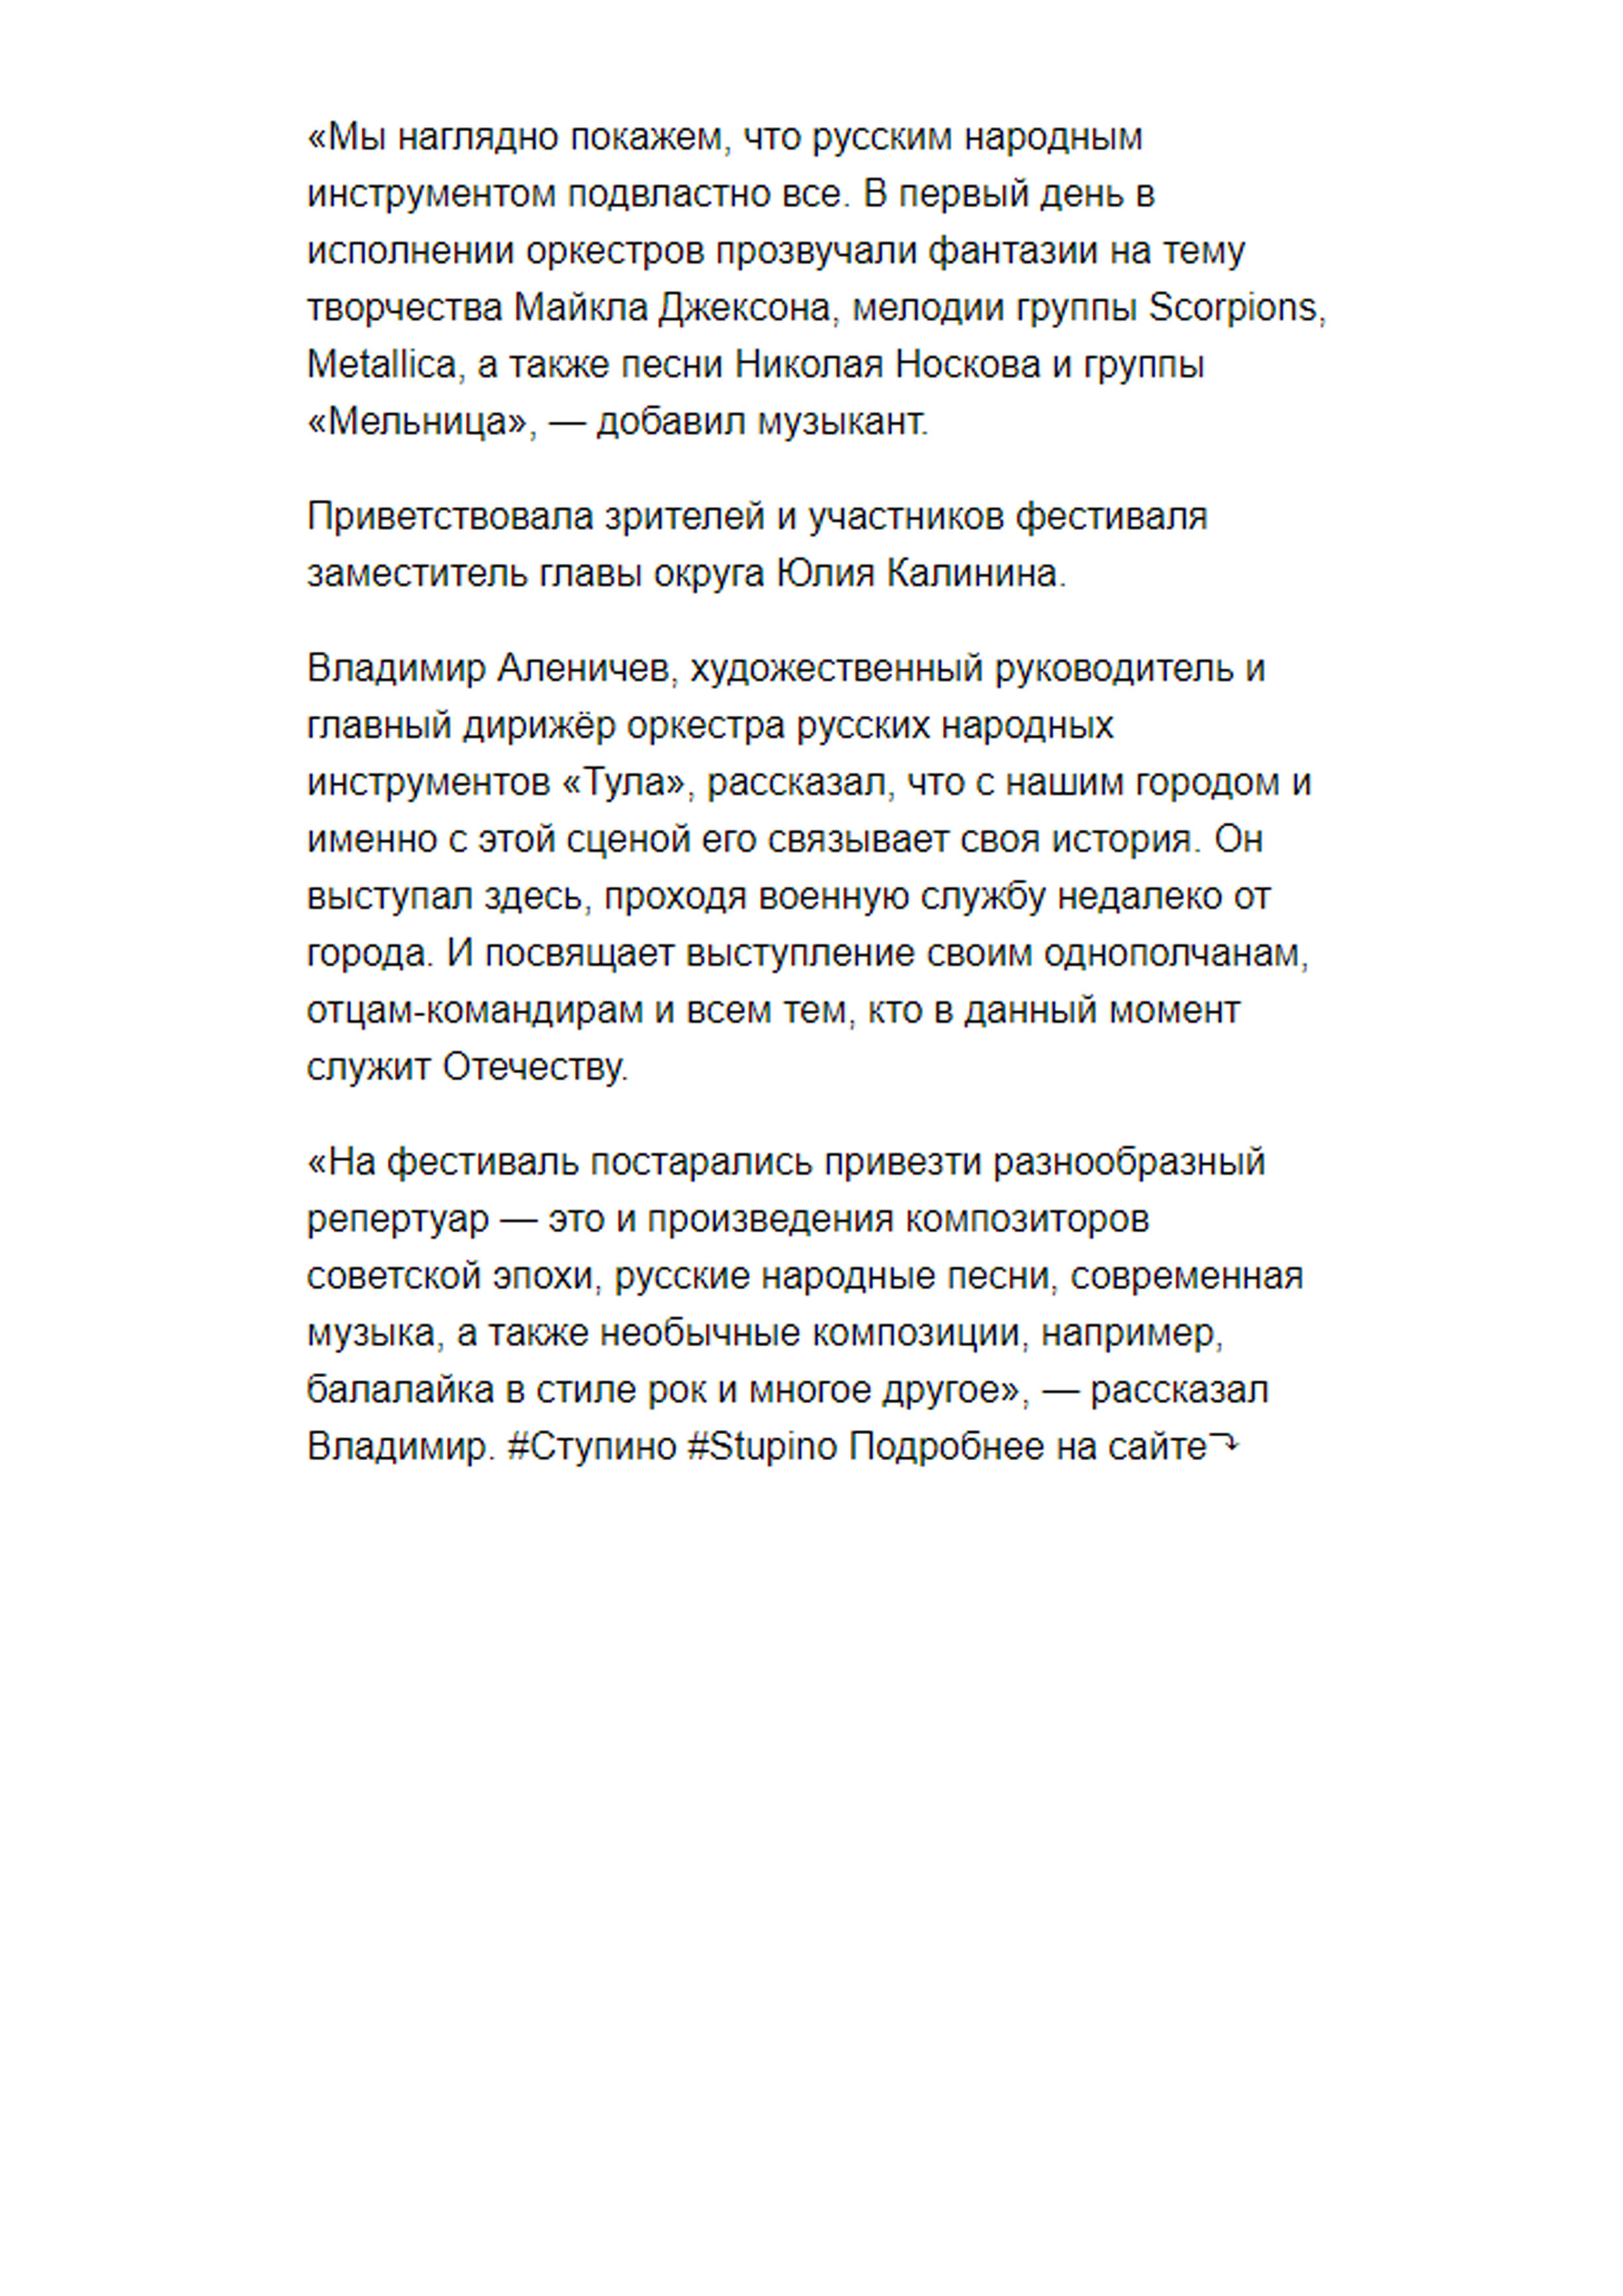 «Мы наглядно покажем, что русским народным
инструментом подвластно все. В первый день в
исполнении оркестров прозвучали фантазии на тему
творчества Майкла Джексона, мелодии группы Scorpions,
Metallica, а также песни Николая Носкова и группы
«Мельница», — добавил музыкант.
Приветствовала зрителей и участников фестиваля
заместитель главы округа Юлия Калинина.
Владимир Аленичев, художественный руководитель и
главный дирижёр оркестра русских народных
инструментов «Тула», рассказал, что с нашим городом и
именно с этой сценой его связывает своя история. Он
выступал здесь, проходя военную службу недалеко от
города. И посвящает выступление своим однополчанам,
отцам-командирам и всем тем, кто в данный момент
служит Отечеству.
«На фестиваль постарались привезти разнообразный
репертуар — это и произведения композиторов
советской эпохи, русские народные песни, современная
музыка, а также необычные композиции, например,
балалайка в стиле рок и многое другое», — рассказал
Владимир. #Ступино #Stupino Подробнее на сайте⤵